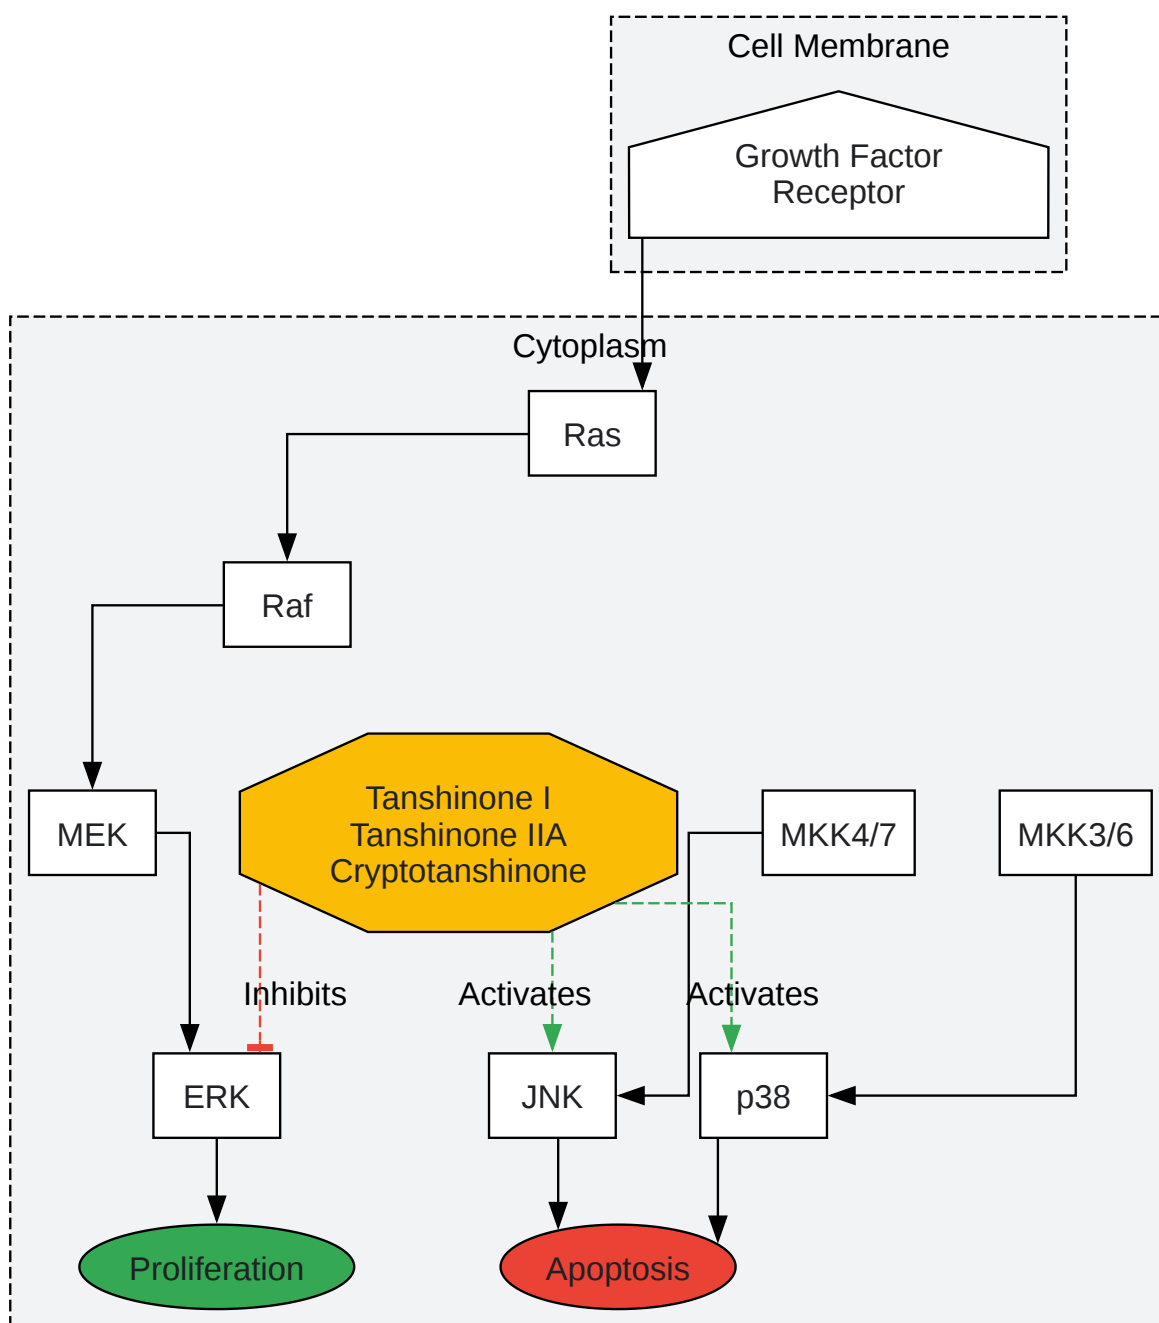 Cell Membrane
Growth Factor
Receptor
Cytoplasm
Ras
Raf
MEK
Tanshinone I
Tanshinone IIA
Cryptotanshinone
MKK4/7
MKK3/6
Inhibits
Activates
Activates
ERK
JNK
p38
Proliferation
Apoptosis